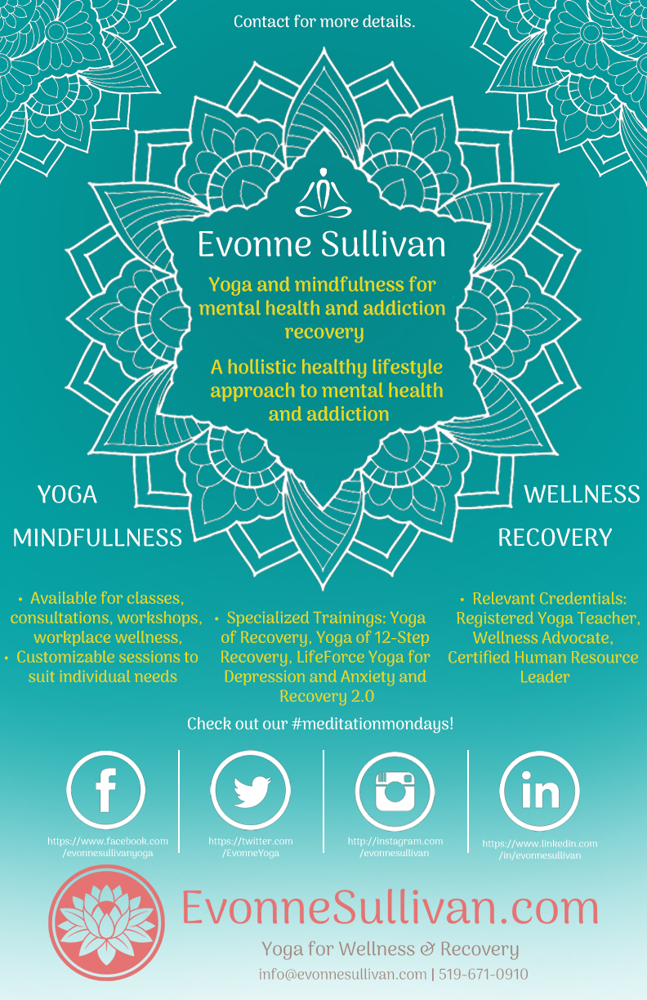 Contact for more details.
Evonne Sullivan
Yoga and mindfulness for
mental health and addiction
recovery
A hollistic healthy lifestyle
approach to mental health
and addiction
YOGA
MINDFULLNESS
WELLNESS
RECOVERY
• Available for classes,
consultations, workshops,
workplace wellness,
• Customizable sessions to
suit individual needs
• Specialized Trainings: Yoga
of Recovery, Yoga of 12-Step
Recovery, LifeForce Yoga for
Depression and Anxiety and
Recovery 2.0
• Relevant Credentials:
Registered Yoga Teacher,
Wellness Advocate,
Certified Human Resource
Leader
Check out our #meditationmondays!
https://www.facebook.com
/evonnesullivanyoga
https://twitter.com
/EvonneYoga
http://instagram.com
/evonnesullivan
https://www.linkedin.com
/in/evonnesullivan
EvonneSullivan.com
Yoga for Wellness & Recovery
info@evonnesullivan.com | 519-671-0910